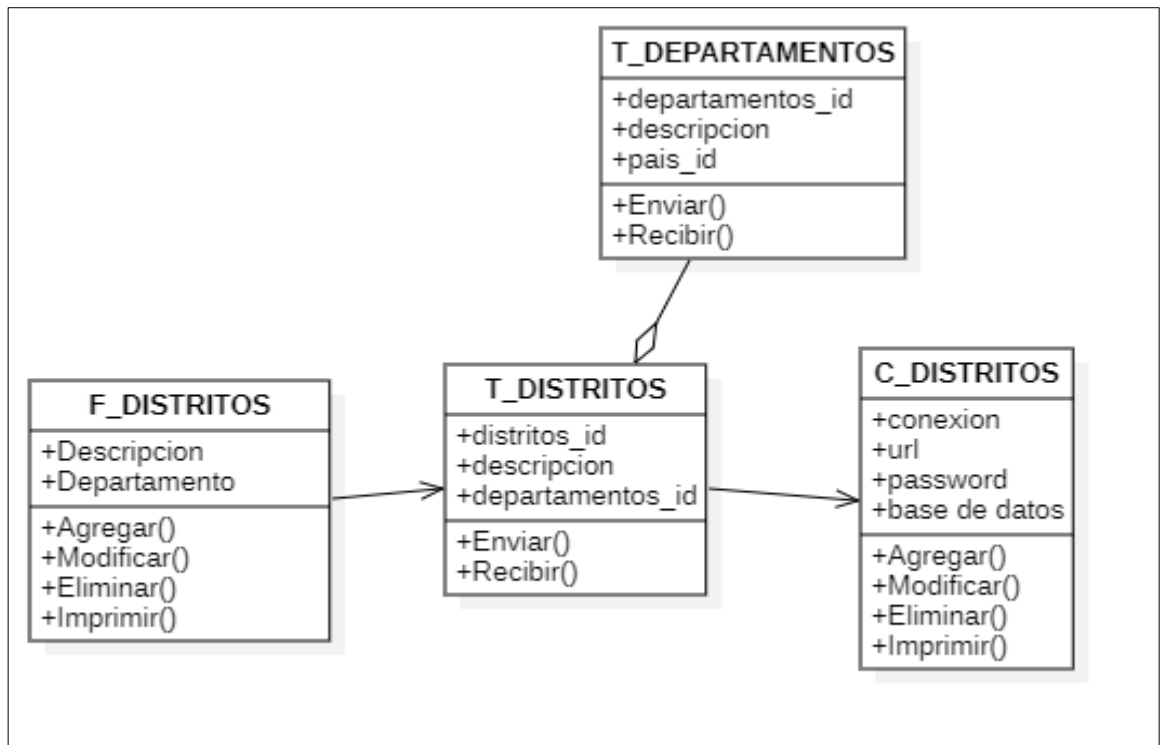 T_DEPARTAMENTOS
+departamentos_id
+descripcion
+pais_id
+Enviar()
+Recibir()
F_DISTRITOS
+Descripcion
+Departamento
+Agregar()
+Modificar()
+Eliminar()
+Imprimir()
T_DISTRITOS
+distritos_id
+descripcion
+departamentos_id
+Enviar()
+Recibir()
C_DISTRITOS
+conexion
+url
+password
+base de datos
+Agregar()
+Modificar()
+Eliminar()
+Imprimir()